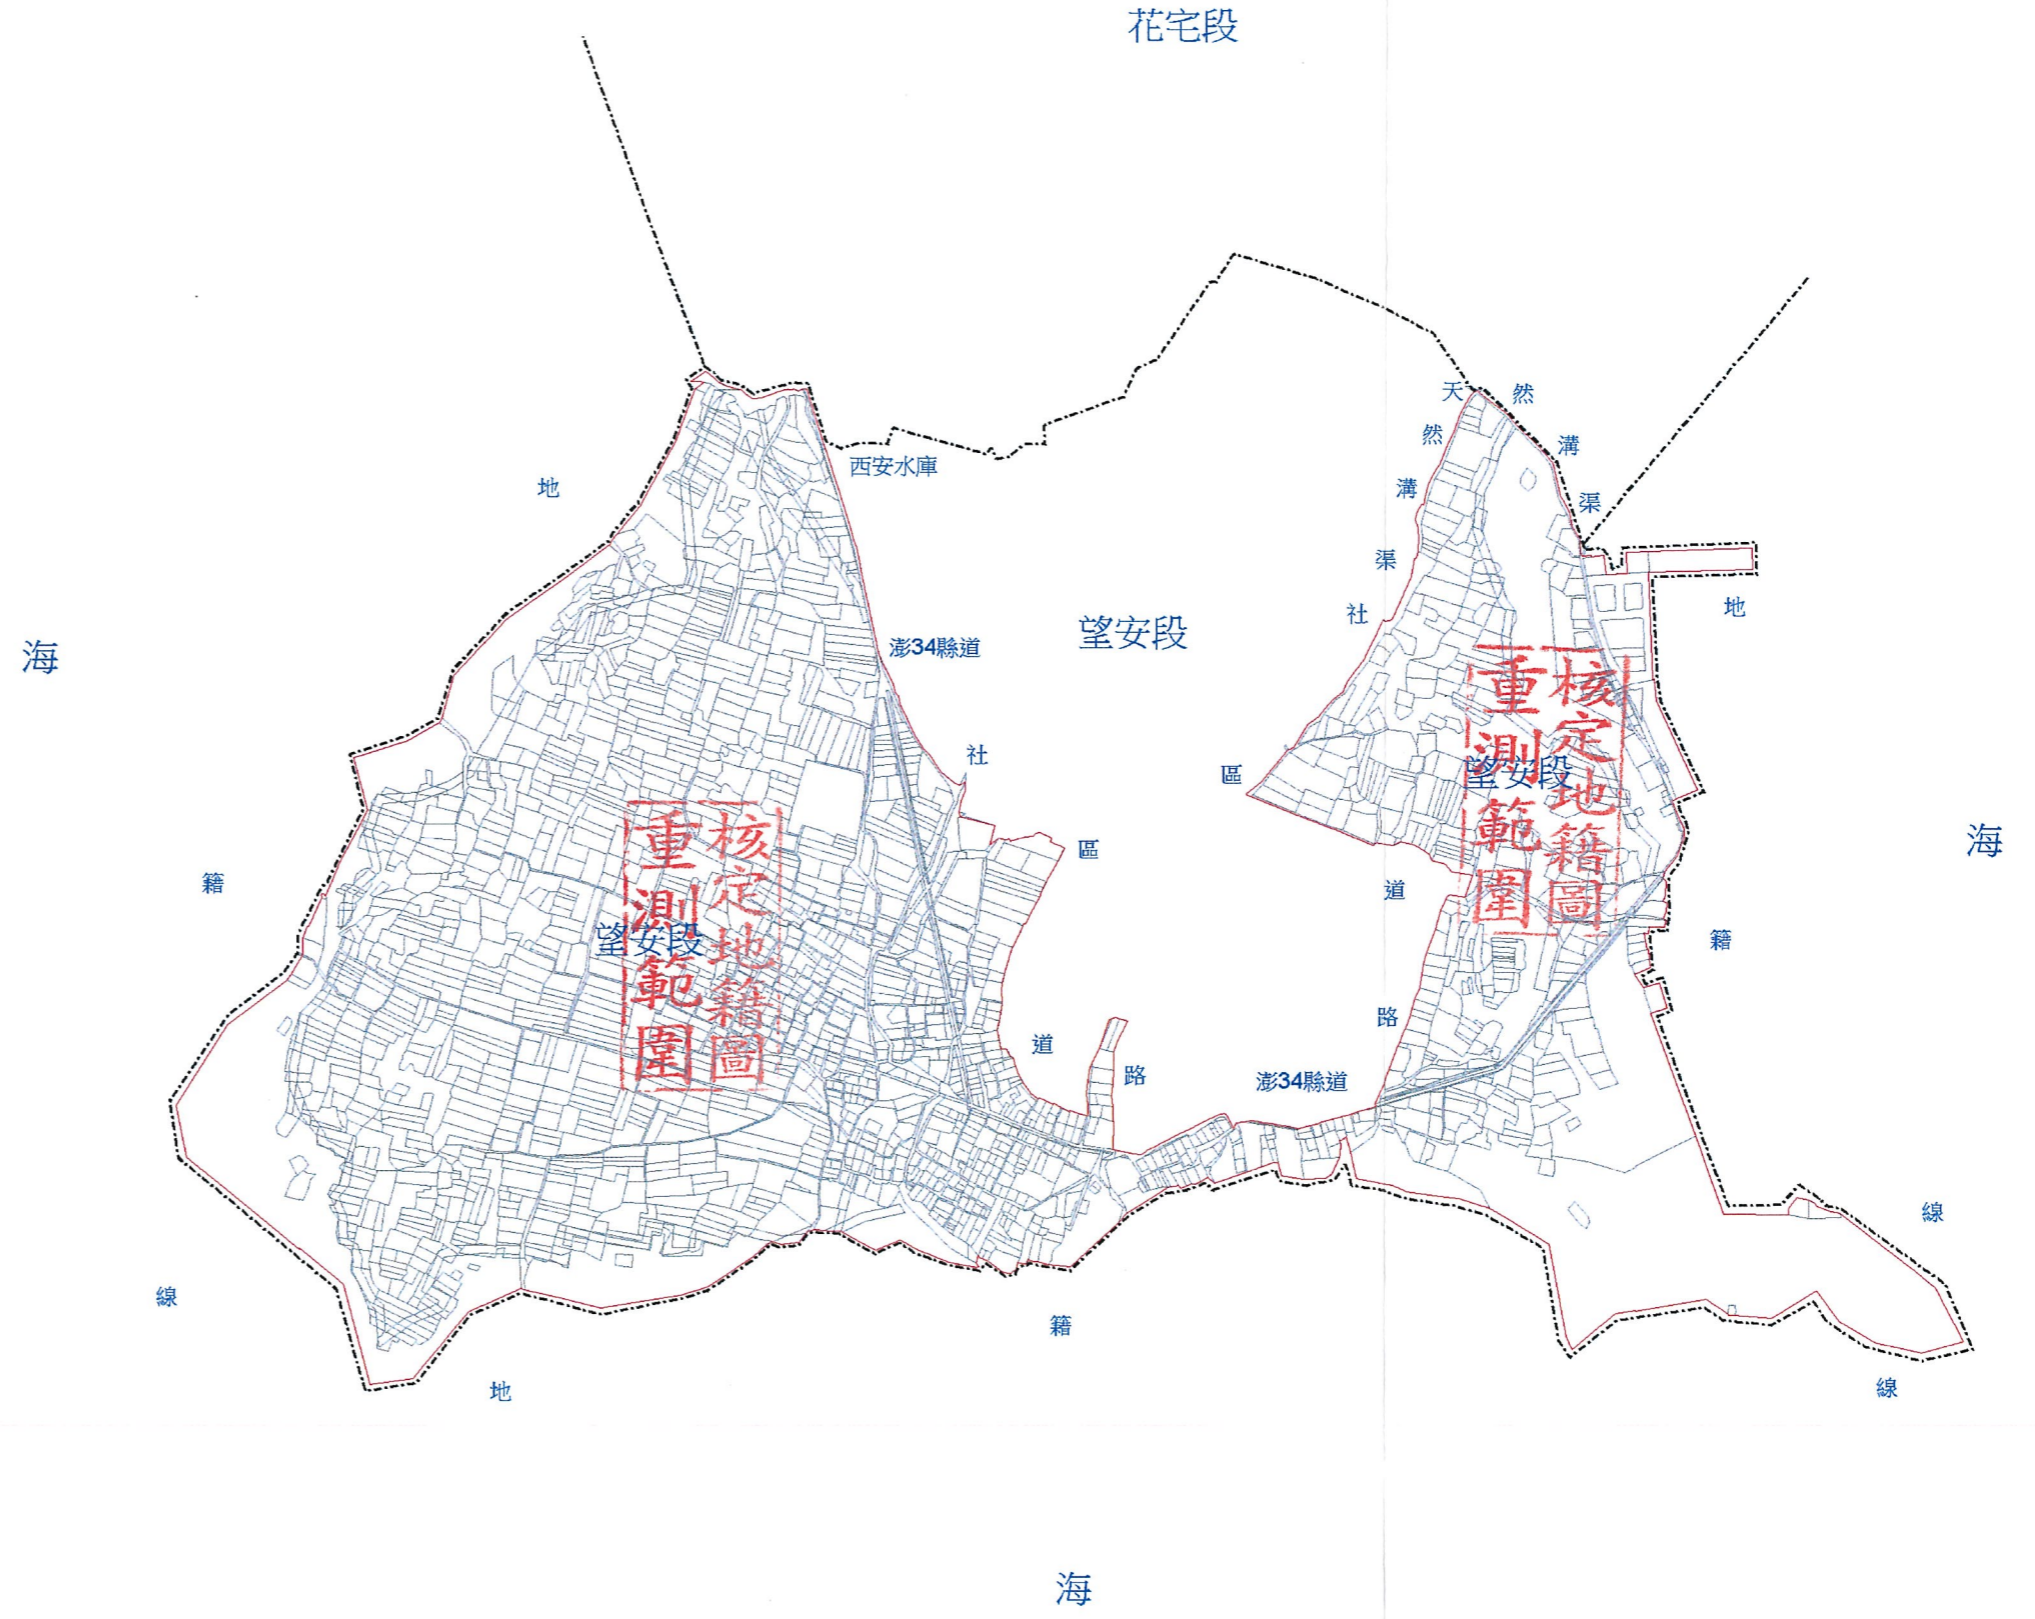 花宅段
天然溝渠
天然溝渠
西安水庫
地籍線
望安段
澎34縣道
海
社區道路
社區道路
地籍線
核定地籍圖
重測範圍
望安段
核定地籍圖
重測範圍
望安段
海
澎34縣道
地籍線
海